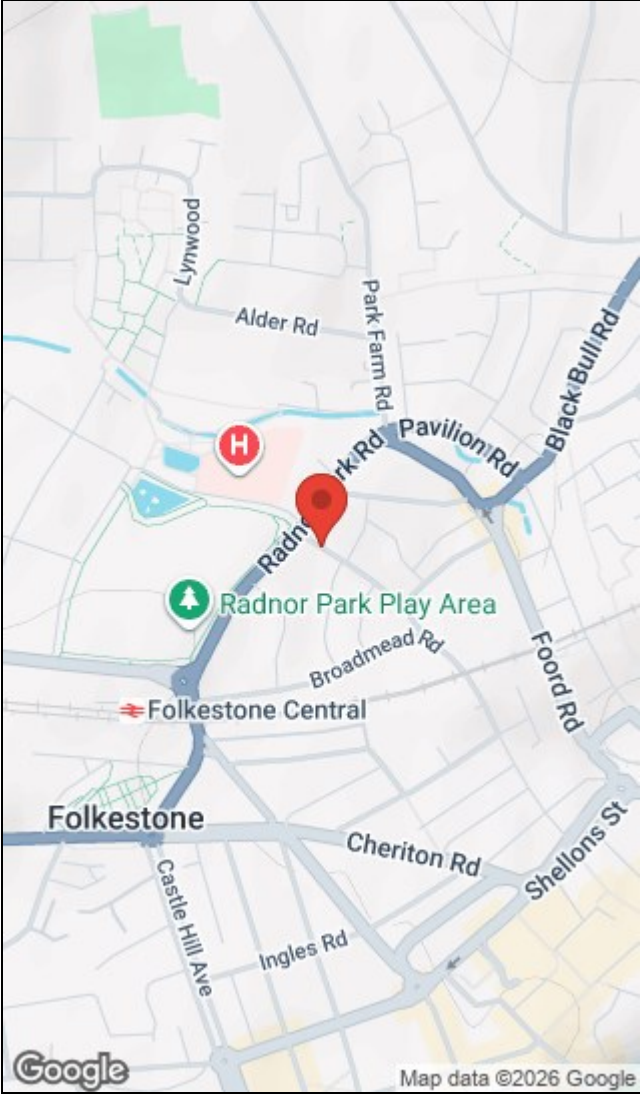 Lynwood
Alder Rd
Park Farm Rd
Black Bull Rd
Pavilion Rd
H
Radnor Park Rd
Radnor Park Play Area
Broadmead Rd
Foord Rd
Folkestone Central
Folkestone
Cheriton Rd
Shellons St
Castle Hill Ave
Ingles Rd
Google
Map data ©2026 Google